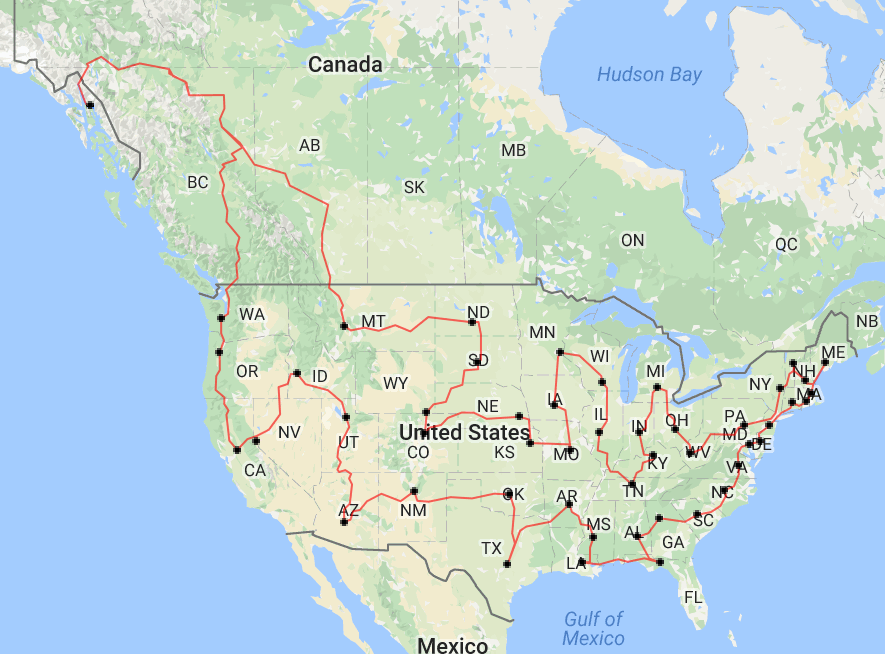 Canada
Hudson Bay
AB
MB
BC
SK
ON
QC
NB
WA
MT
ND
MN
ME
WI
MI
NH
SD
OR
ID
WY
NY
MA
NE
IA
IL
IN
OH
PA
MD
DE
United States
NV
UT
CO
KS
MO
WV
KY
VA
CA
OK
AR
TN
NC
AZ
NM
MS
AL
SC
GA
TX
LA
FL
Gulf of
Mexico
Mexico